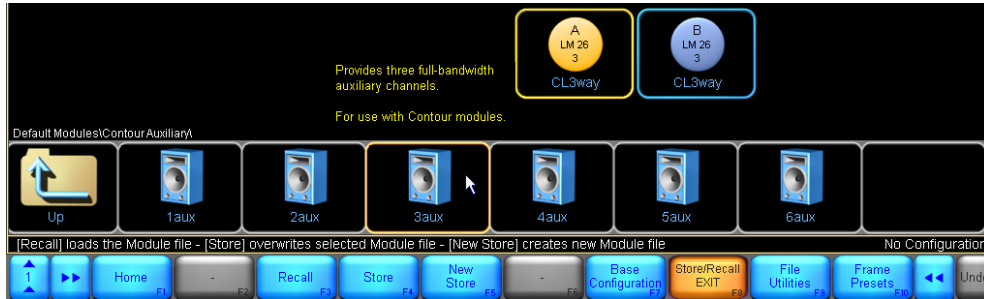 A
LM 26
3
CL3way
B
LM 26
3
CL3way
Provides three full-bandwidth
auxiliary channels.
For use with Contour modules.
Default Modules\Contour Auxiliary\
Up
1aux
2aux
3aux
4aux
5aux
6aux
[Recall] loads the Module file - [Store] overwrites selected Module file - [New Store] creates new Module file
No Configuration
1
Home
F1
-
F2
Recall
F3
Store
F4
New
Store
F5
-
F6
Base
Configuration
F7
Store/Recall
EXIT
F8
File
Utilities
F9
Frame
Presets
F10
Und